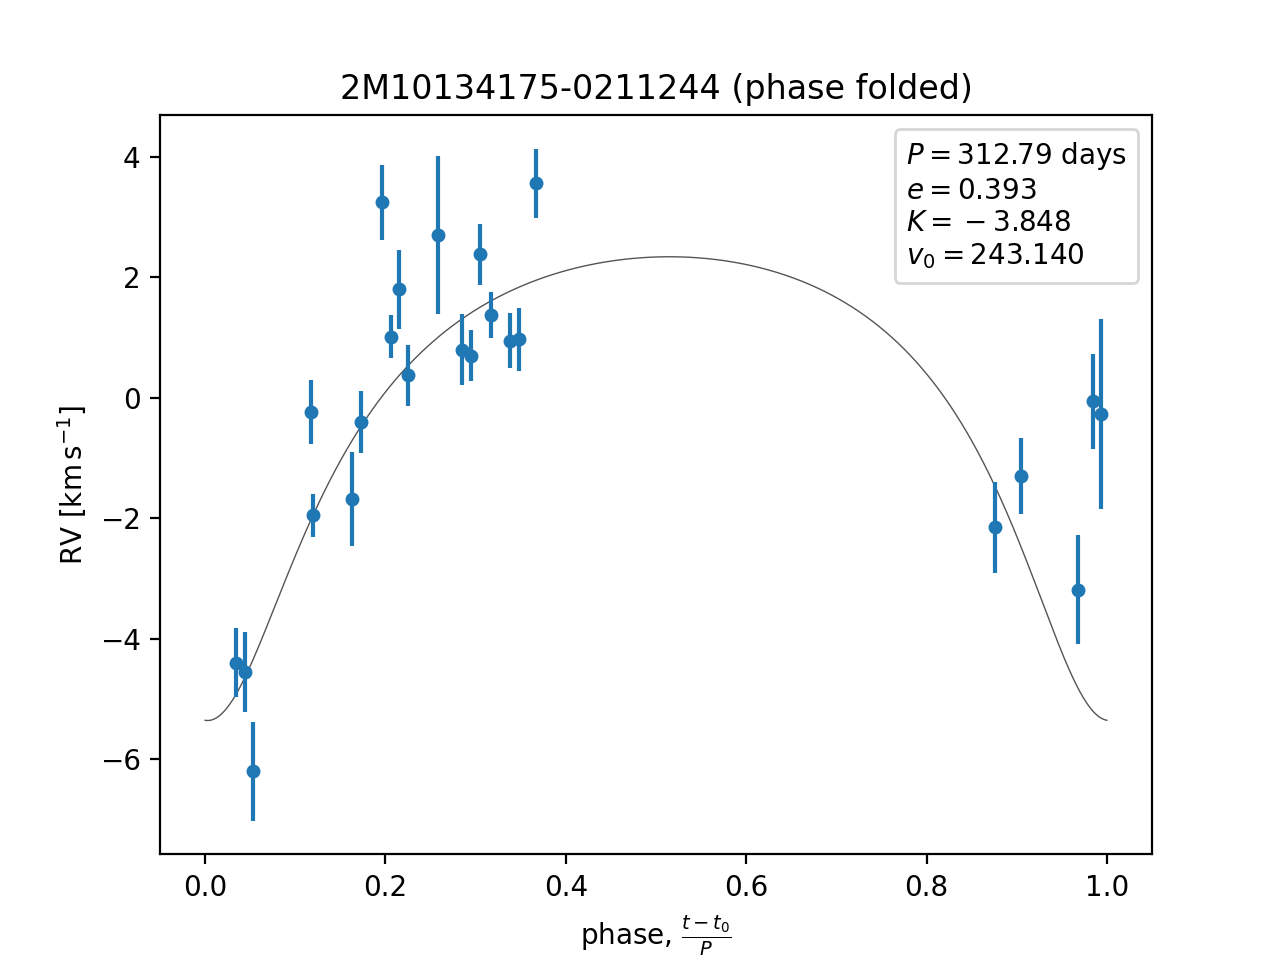 2M10134175-0211244 (phase folded)
P = 312.79 days
e = 0.393
K = − 3.848
v₀ = 243.140
RV [km s⁻¹]
4
2
0
−2
−4
−6
0.0 0.2 0.4 0.6 0.8 1.0
phase, (t − t₀)/P